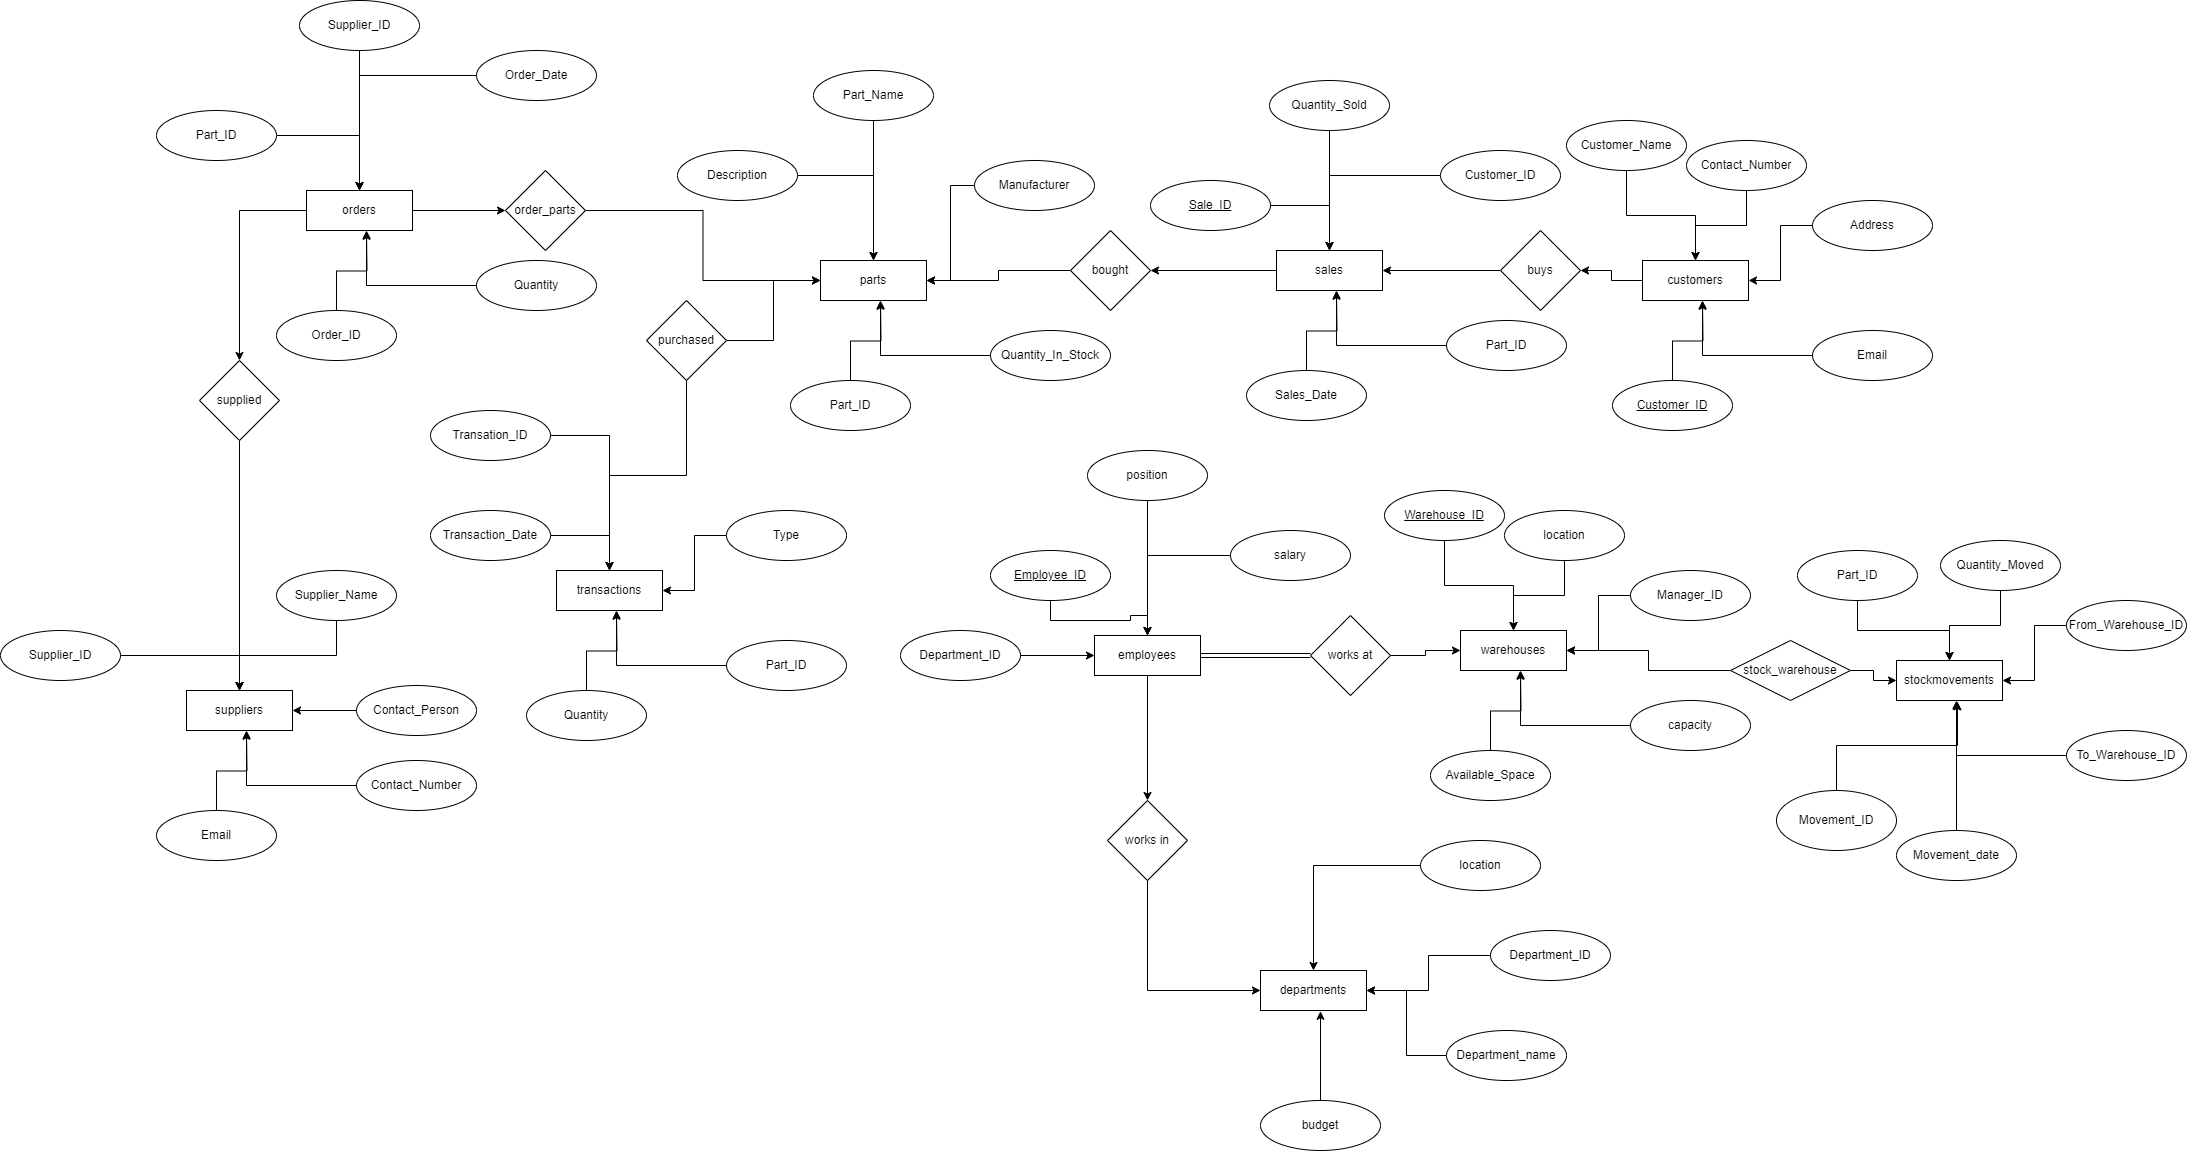 Supplier_ID
Order_Date
Part_ID
orders
order_parts
Quantity
Order_ID
supplied
Part_Name
Description
Manufacturer
parts
purchased
Quantity_In_Stock
Part_ID
bought
Quantity_Sold
Customer_ID
Sale_ID
sales
Part_ID
Sales_Date
buys
Customer_Name
Contact_Number
Address
customers
Email
Customer_ID
Transation_ID
Transaction_Date
Type
transactions
Part_ID
Quantity
Supplier_Name
Supplier_ID
suppliers
Contact_Person
Contact_Number
Email
position
salary
Employee_ID
Department_ID
employees
works at
Warehouse_ID
location
Manager_ID
warehouses
capacity
Available_Space
stock_warehouse
Part_ID
Quantity_Moved
From_Warehouse_ID
stockmovements
To_Warehouse_ID
Movement_ID
Movement_date
works in
location
Department_ID
departments
Department_name
budget